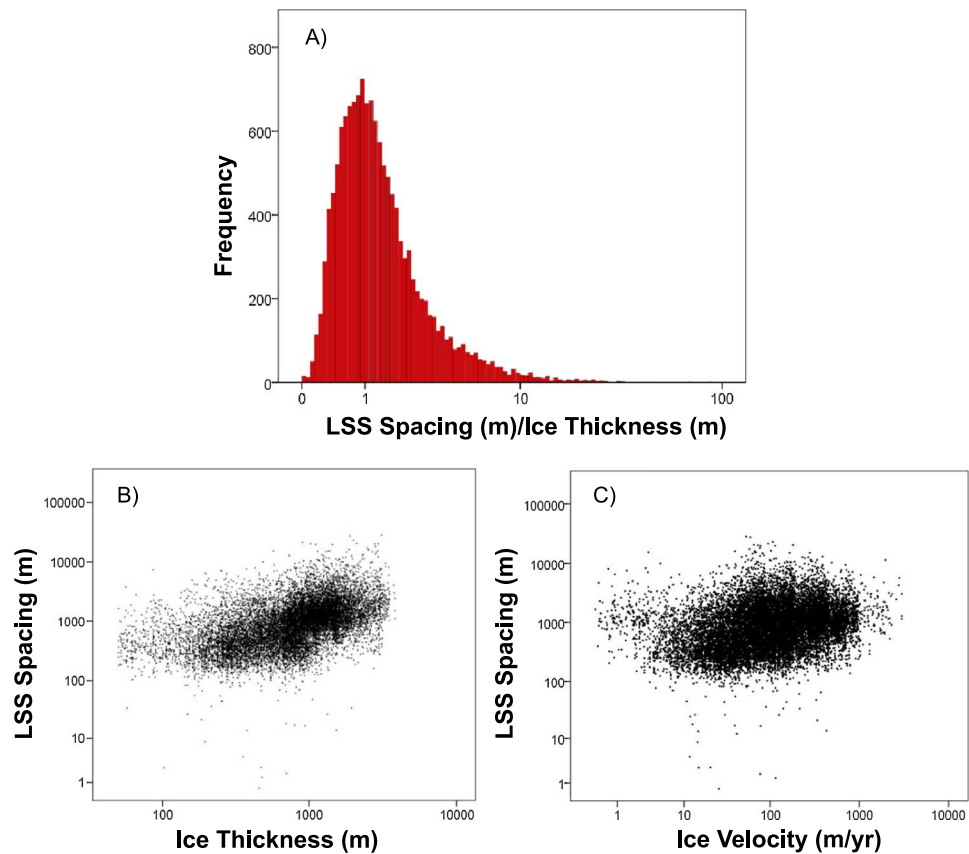 A)
800
600
400
200
0
Frequency
0 1 10 100
LSS Spacing (m)/Ice Thickness (m)
B)
100000
10000
1000
100
10
1
LSS Spacing (m)
100 1000 10000
Ice Thickness (m)
C)
100000
10000
1000
100
10
1
LSS Spacing (m)
1 10 100 1000 10000
Ice Velocity (m/yr)